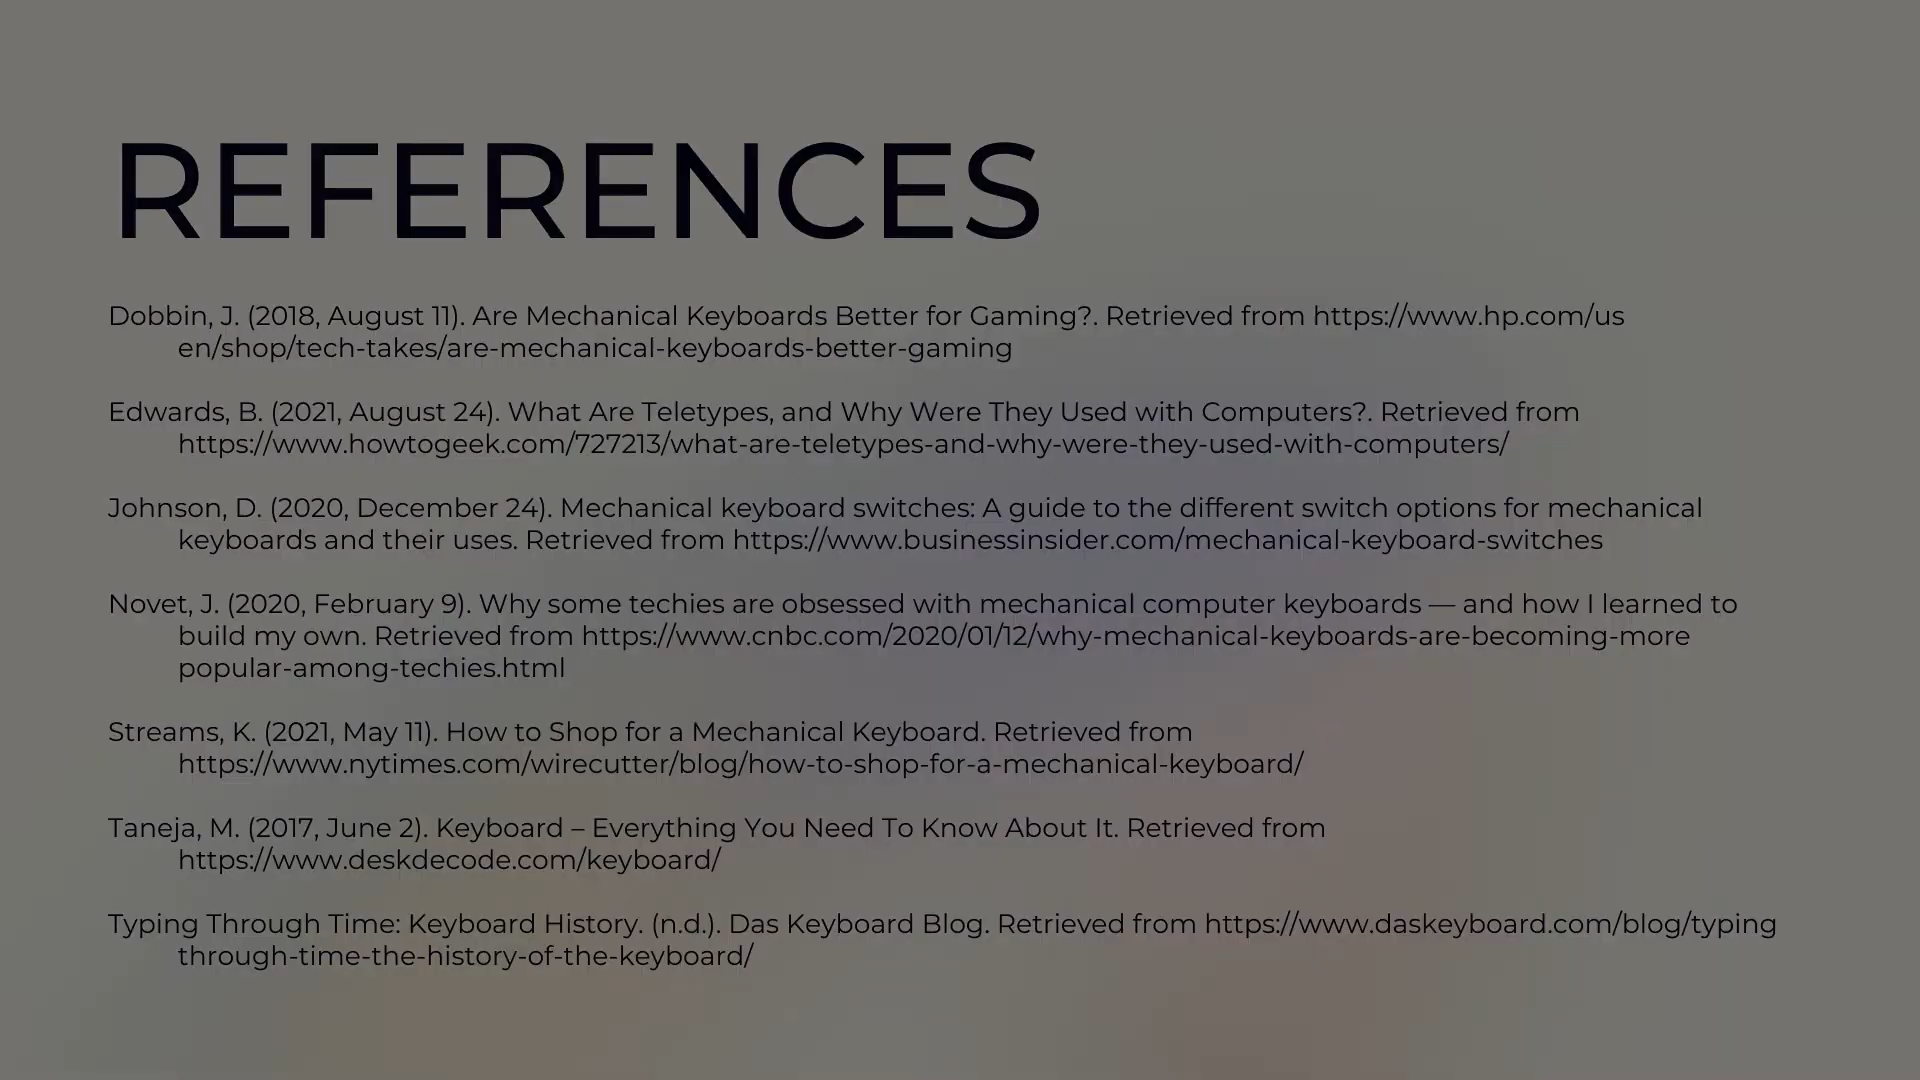 REFERENCES
Dobbin, J. (2018, August 11). Are Mechanical Keyboards Better for Gaming?. Retrieved from https://www.hp.com/us
en/shop/tech-takes/are-mechanical-keyboards-better-gaming
Edwards, B. (2021, August 24). What Are Teletypes, and Why Were They Used with Computers?. Retrieved from
https://www.howtogeek.com/727213/what-are-teletypes-and-why-were-they-used-with-computers/
Johnson, D. (2020, December 24). Mechanical keyboard switches: A guide to the different switch options for mechanical
keyboards and their uses. Retrieved from https://www.businessinsider.com/mechanical-keyboard-switches
Novet, J. (2020, February 9). Why some techies are obsessed with mechanical computer keyboards — and how I learned to
build my own. Retrieved from https://www.cnbc.com/2020/01/12/why-mechanical-keyboards-are-becoming-more
popular-among-techies.html
Streams, K. (2021, May 11). How to Shop for a Mechanical Keyboard. Retrieved from
https://www.nytimes.com/wirecutter/blog/how-to-shop-for-a-mechanical-keyboard/
Taneja, M. (2017, June 2). Keyboard – Everything You Need To Know About It. Retrieved from
https://www.deskdecode.com/keyboard/
Typing Through Time: Keyboard History. (n.d.). Das Keyboard Blog. Retrieved from https://www.daskeyboard.com/blog/typing
through-time-the-history-of-the-keyboard/